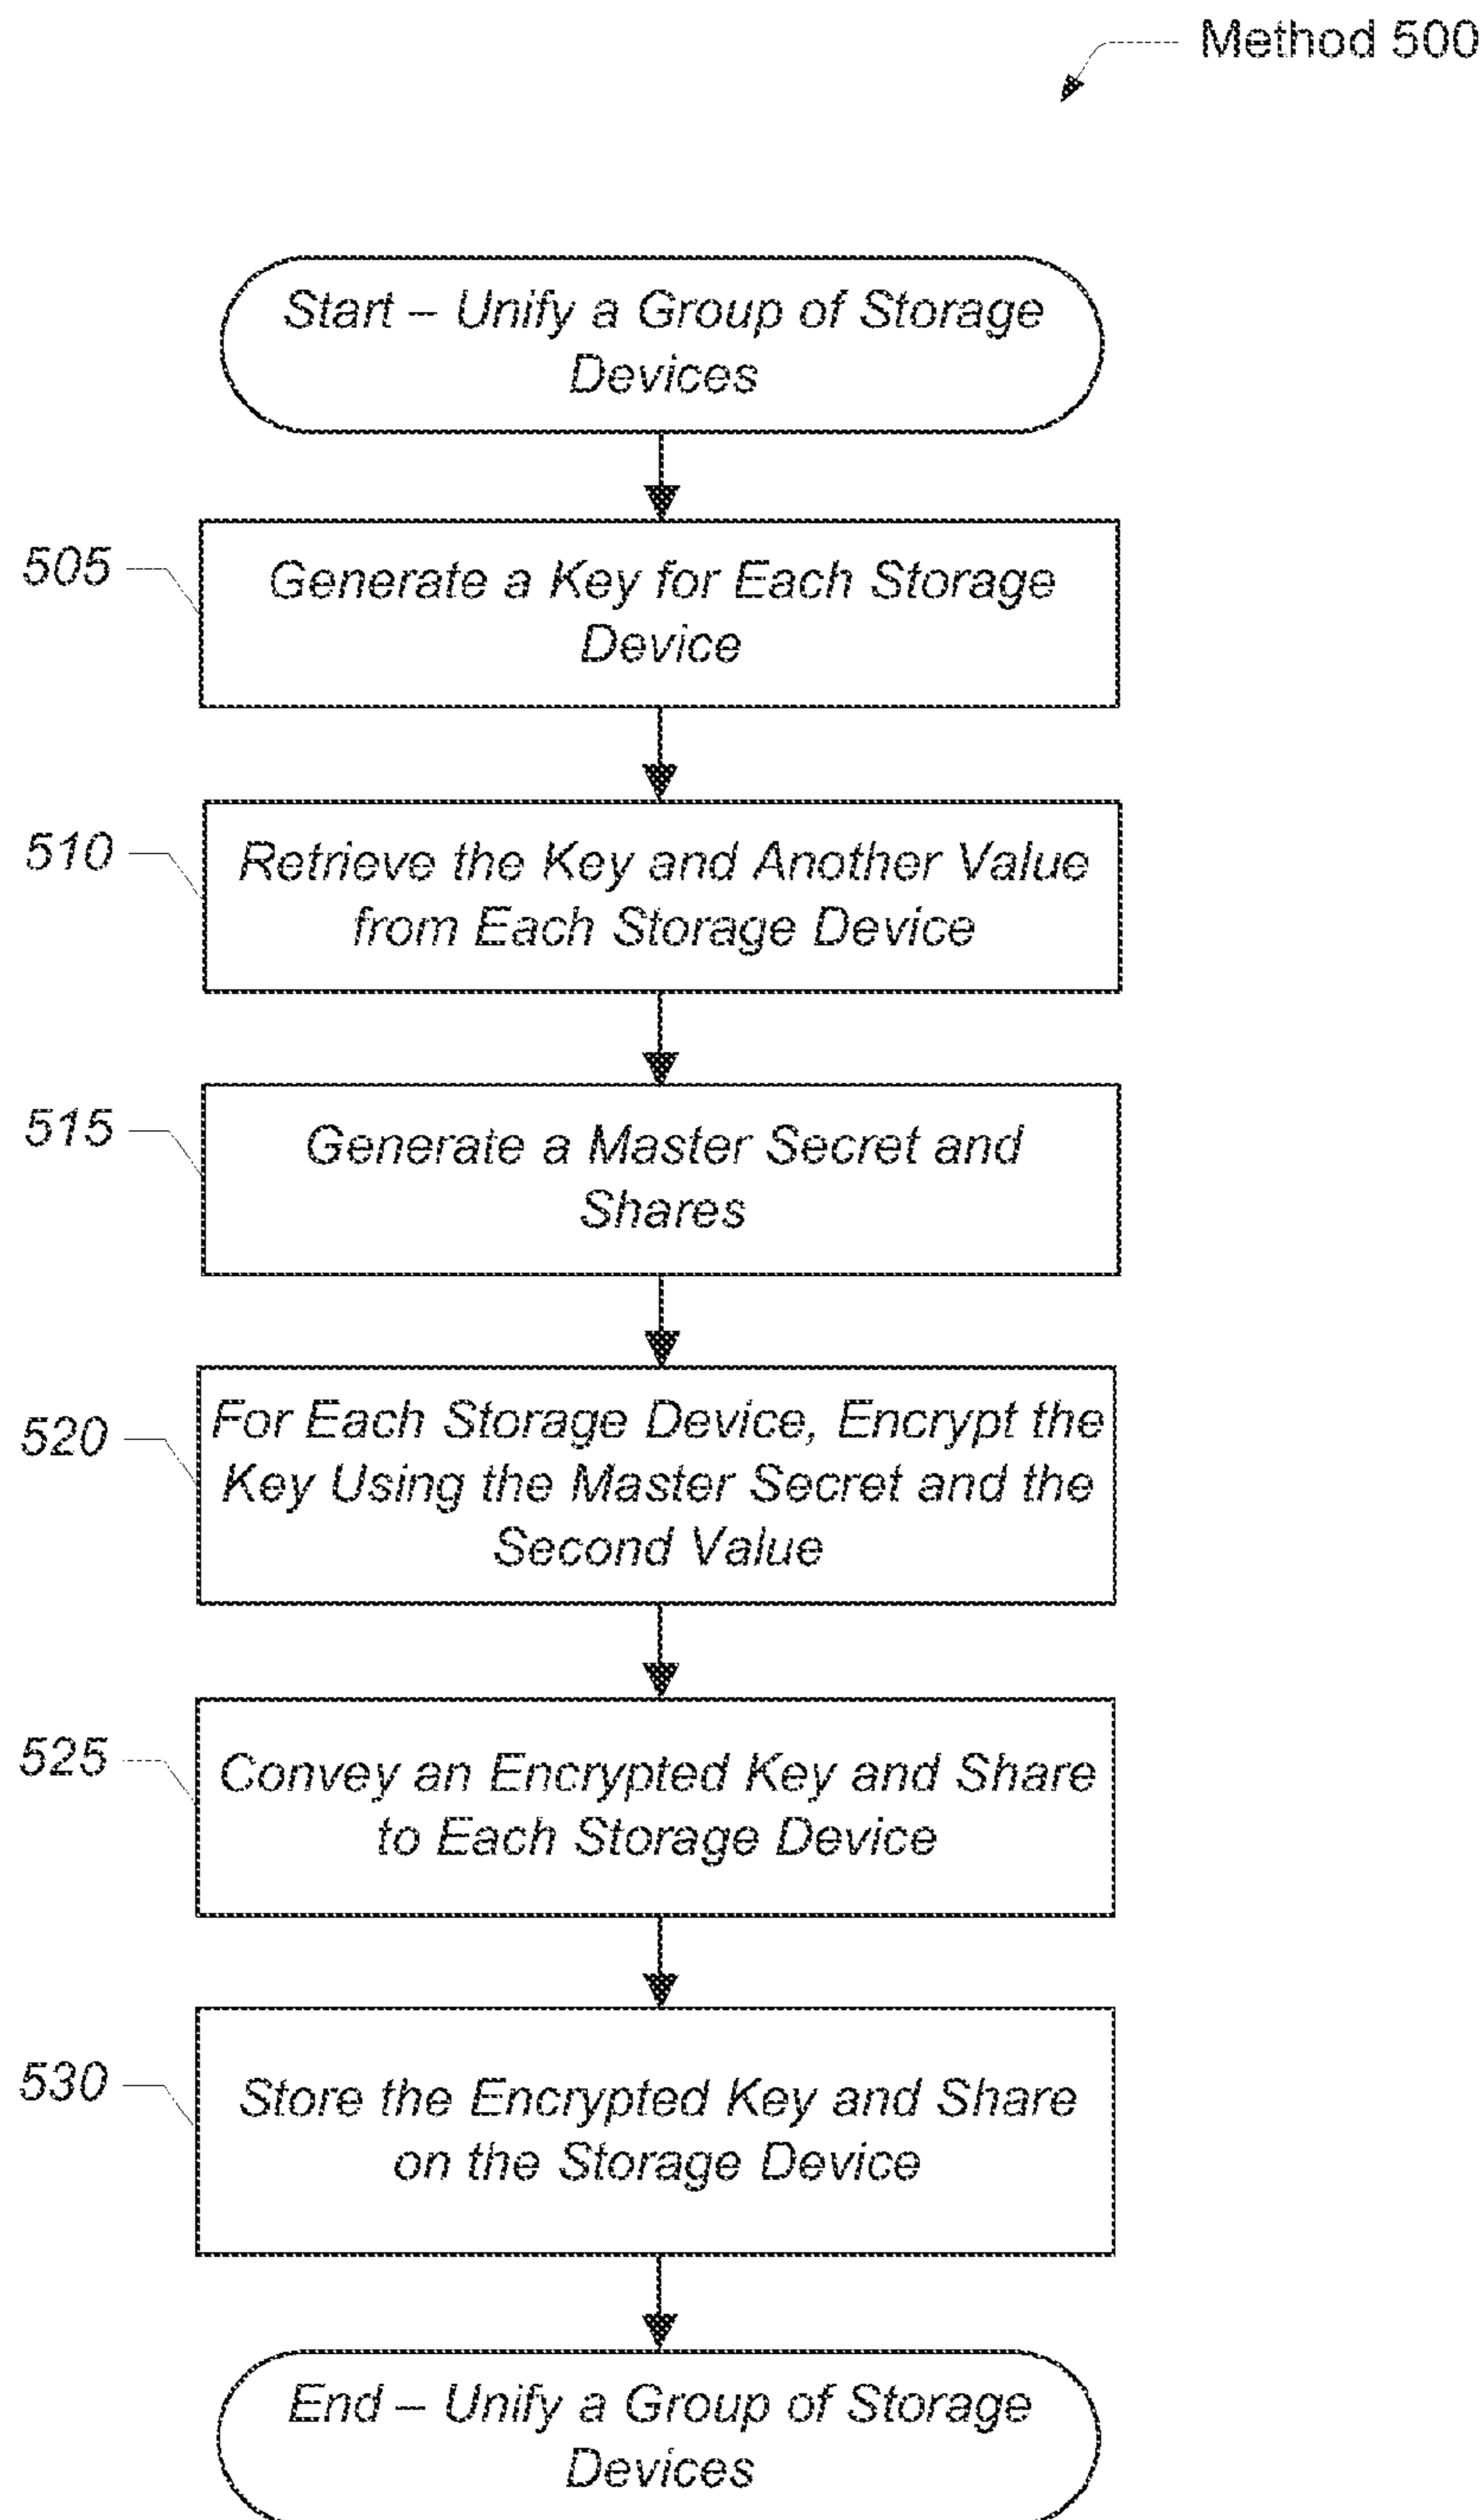 Method 500
Start – Unify a Group of Storage
Devices
505
Generate a Key for Each Storage
Device
510
Retrieve the Key and Another Value
from Each Storage Device
515
Generate a Master Secret and
Shares
520
For Each Storage Device, Encrypt the
Key Using the Master Secret and the
Second Value
525
Convey an Encrypted Key and Share
to Each Storage Device
530
Store the Encrypted Key and Share
on the Storage Device
End – Unify a Group of Storage
Devices